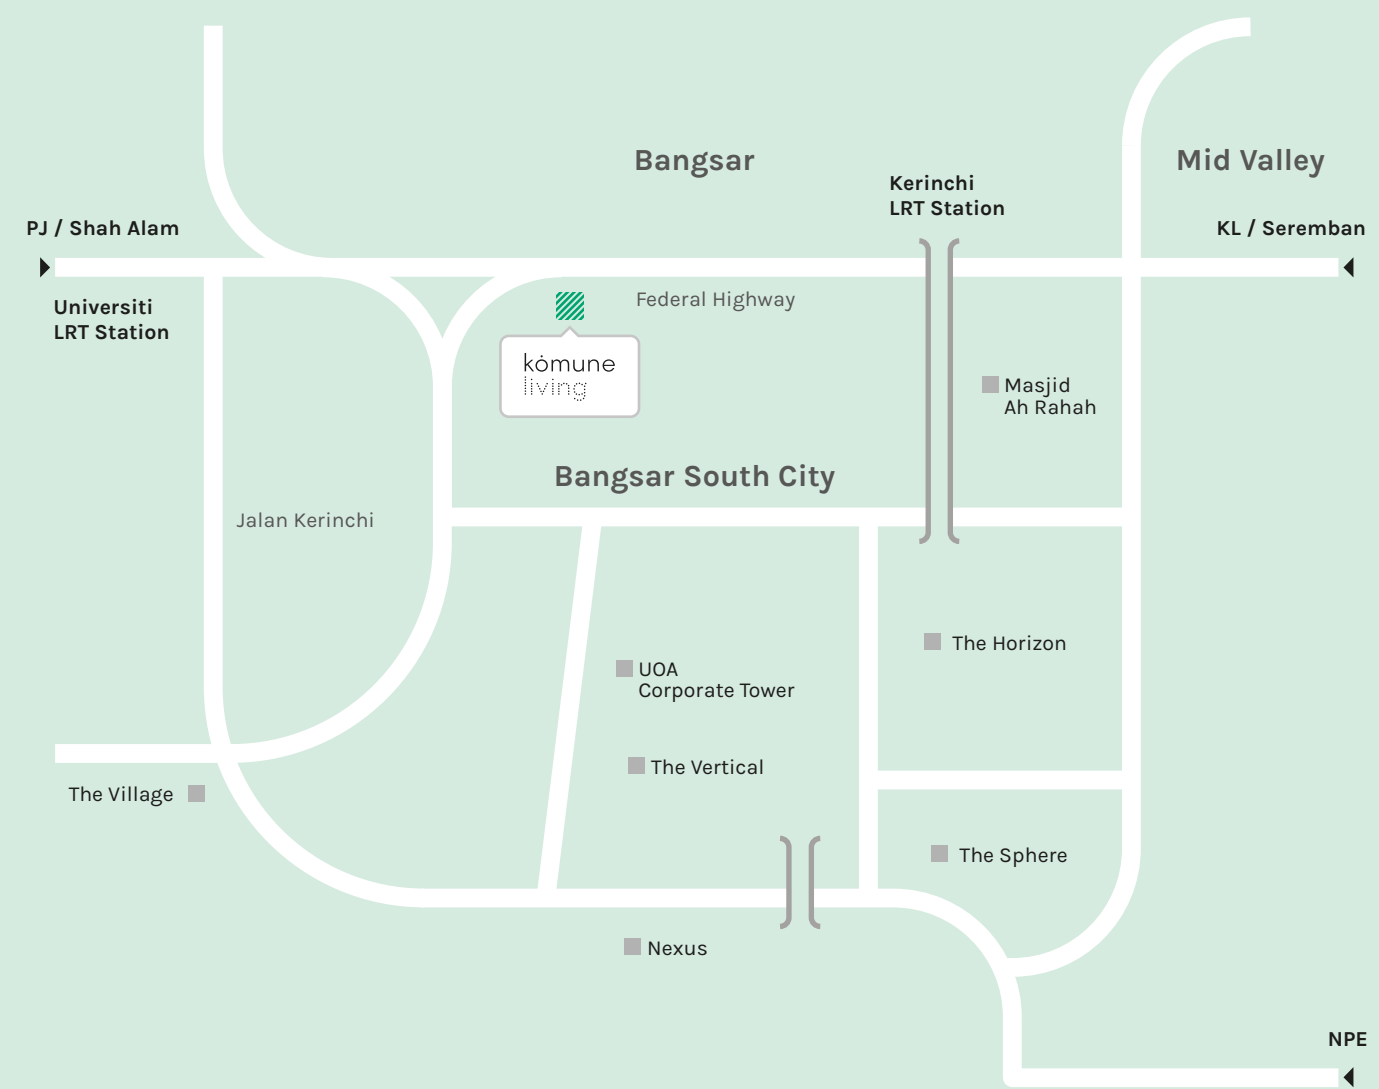 Bangsar
Mid Valley
Kerinchi
LRT Station
PJ / Shah Alam
KL / Seremban
Universiti
LRT Station
Federal Highway
kȯmune
living
Masjid
Ah Rahah
Bangsar South City
Jalan Kerinchi
The Horizon
UOA
Corporate Tower
The Vertical
The Village
The Sphere
Nexus
NPE